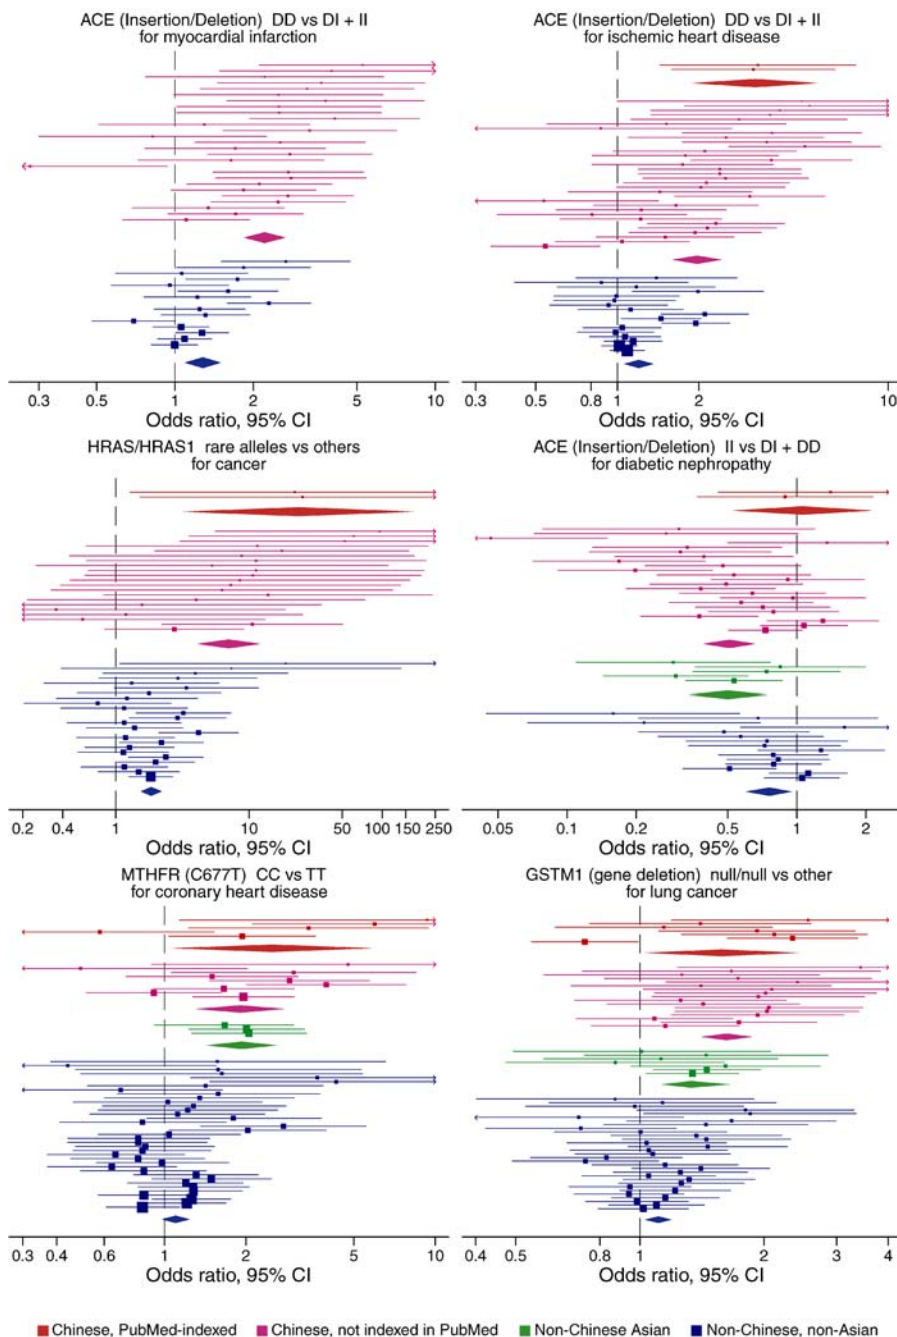 ACE (Insertion/Deletion) DD vs DI + II
for myocardial infarction
0.3 0.5 1 2 5 10
Odds ratio, 95% CI
ACE (Insertion/Deletion) DD vs DI + II
for ischemic heart disease
0.3 0.5 0.8 1 2 10
Odds ratio, 95% CI
HRAS/HRAS1 rare alleles vs others
for cancer
0.2 0.4 1 10 50 100 150 250
Odds ratio, 95% CI
ACE (Insertion/Deletion) II vs DI + DD
for diabetic nephropathy
0.05 0.1 0.2 0.5 1 2
Odds ratio, 95% CI
MTHFR (C677T) CC vs TT
for coronary heart disease
0.3 0.4 0.8 1 2 5 10
Odds ratio, 95% CI
GSTM1 (gene deletion) null/null vs other
for lung cancer
0.4 0.5 0.8 1 2 3 4
Odds ratio, 95% CI
Chinese, PubMed-indexed Chinese, not indexed in PubMed Non-Chinese Asian Non-Chinese, non-Asian